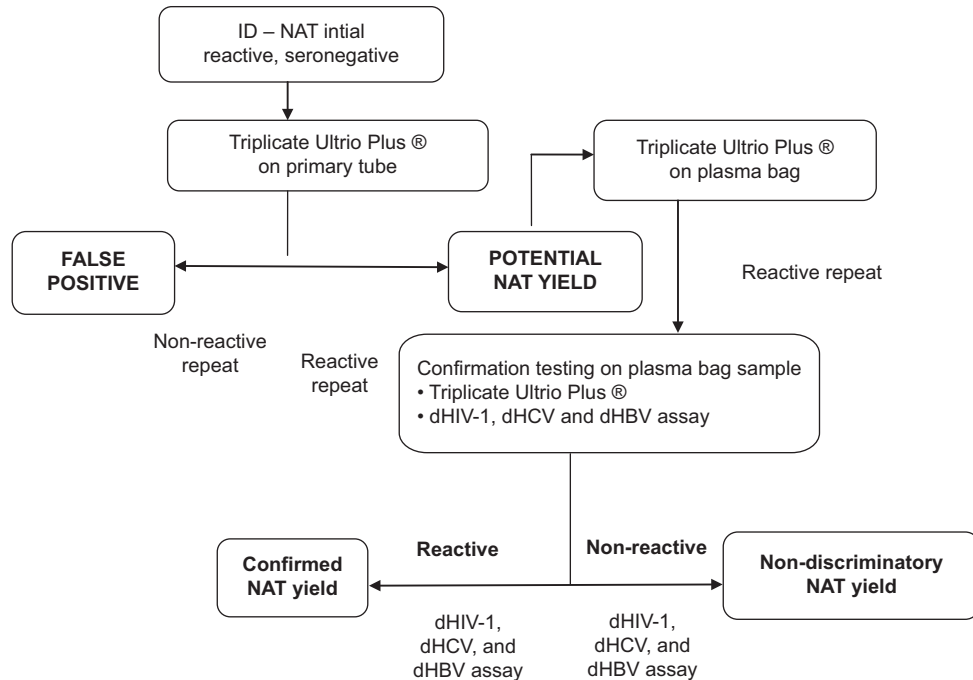 ID – NAT intial
reactive, seronegative
Triplicate Ultrio Plus ®
on primary tube
Triplicate Ultrio Plus ®
on plasma bag
FALSE
POSITIVE
POTENTIAL
NAT YIELD
Reactive repeat
Non-reactive
repeat
Reactive
repeat
Confirmation testing on plasma bag sample
• Triplicate Ultrio Plus ®
• dHIV-1, dHCV and dHBV assay
Reactive
Non-reactive
Confirmed
NAT yield
Non-discriminatory
NAT yield
dHIV-1,
dHCV, and
dHBV assay
dHIV-1,
dHCV, and
dHBV assay